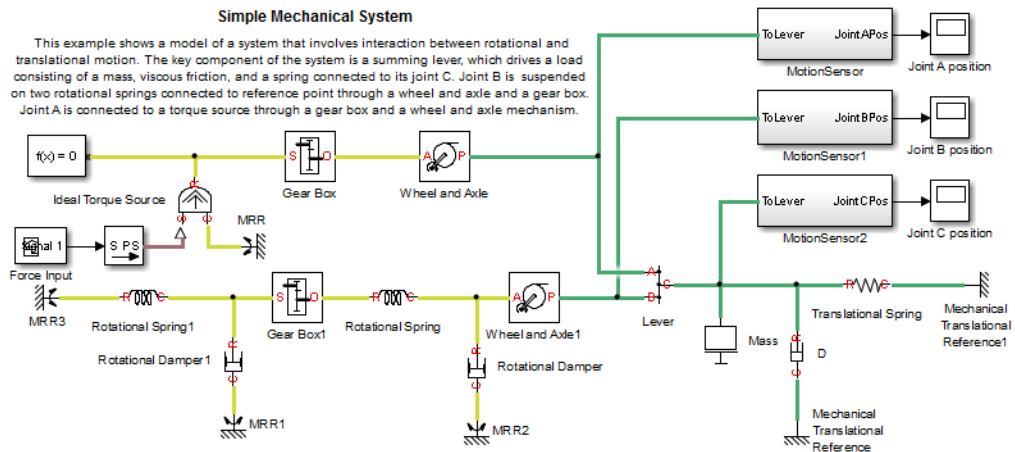 Simple Mechanical System
This example shows a model of a system that involves interaction between rotational and
translational motion. The key component of the system is a summing lever, which drives a load
consisting of a mass, viscous friction, and a spring connected to its joint C. Joint B is suspended
on two rotational springs connected to reference point through a wheel and axle and a gear box.
Joint A is connected to a torque source through a gear box and a wheel and axle mechanism.
ToLever JointAPos
MotionSensor
Joint A position
ToLever JointBPos
MotionSensor1
Joint B position
ToLever JointCPos
MotionSensor2
Joint C position
f(x) = 0
S O
Gear Box
A P
Wheel and Axle
Ideal Torque Source
R
S C
MRR
Signal 1
Force Input
S PS
MRR3
R C
Rotational Spring1
S O
Gear Box1
R C
Rotational Spring
A P
Wheel and Axle1
A
B
C
Lever
Mass
R C
Translational Spring
Mechanical
Translational
Reference1
Rotational Damper1
R
C
MRR1
Rotational Damper
R
C
MRR2
D
R
C
Mechanical
Translational
Reference